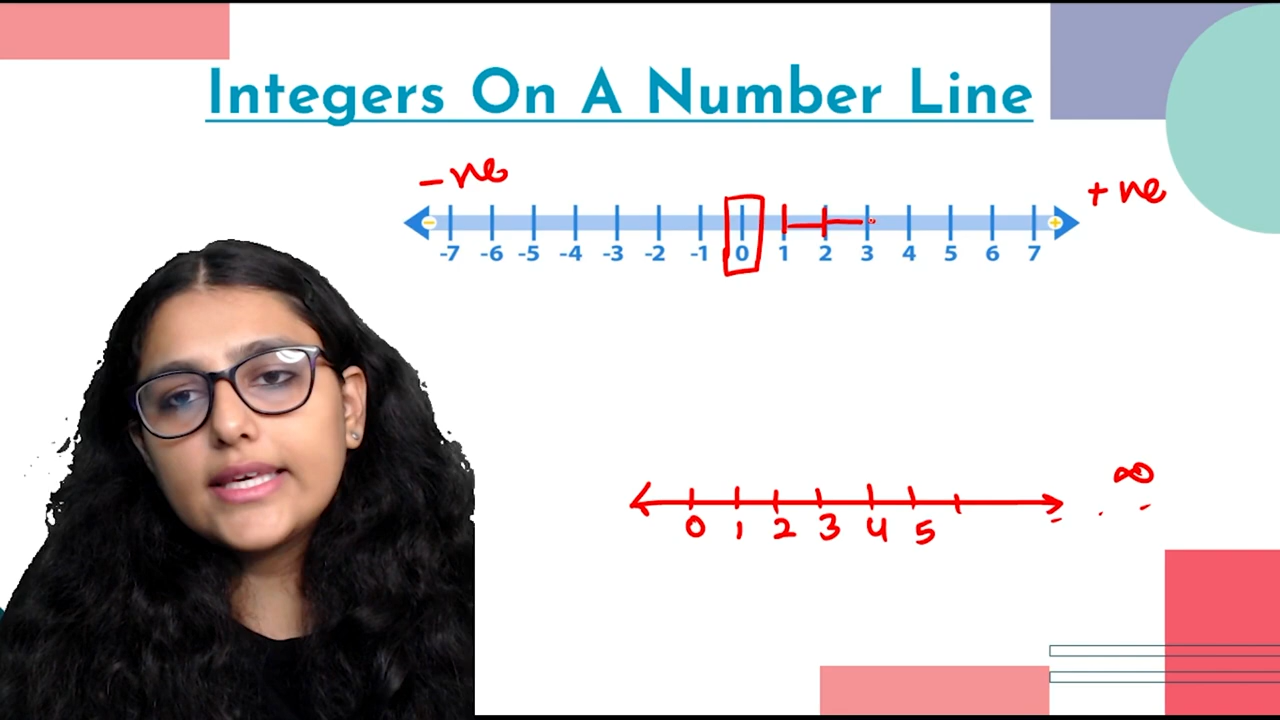 Integers On A Number Line
-ve
+ve
− +
-7 -6 -5 -4 -3 -2 -1 0 1 2 3 4 5 6 7
∞
0 1 2 3 4 5